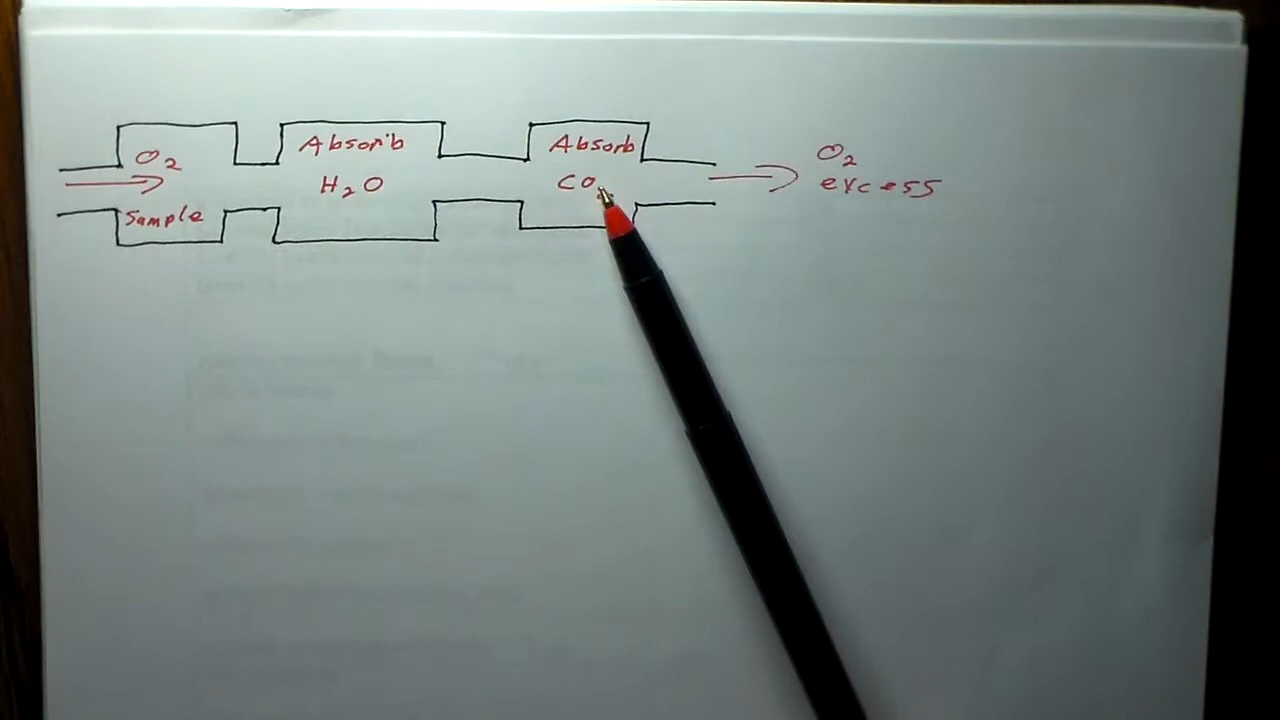 O₂
Sample
Absorb
H₂O
Absorb
CO
O₂
excess